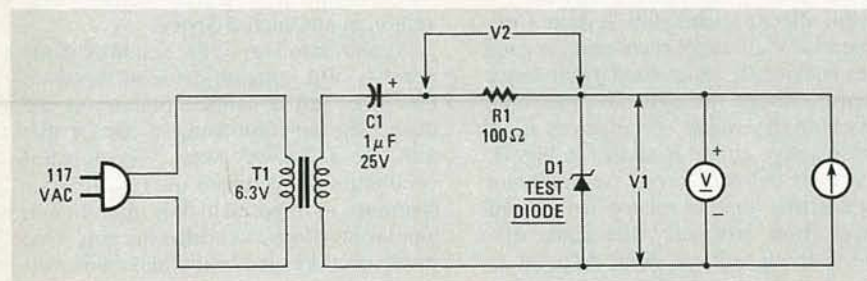 V2
+
C1
1μF
25V
R1
100Ω
117
VAC
T1
6.3V
D1
TEST
DIODE
V1
+
V
-